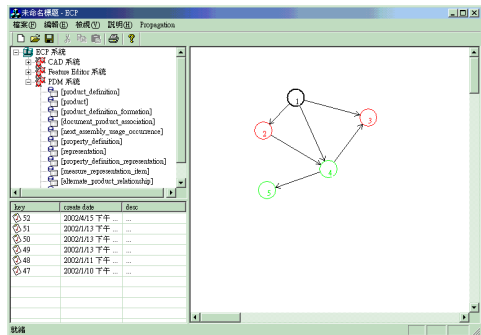 未命名標題 - ECP
檔案(F) 編輯(E) 檢視(V) 說明(H) Propagation
ECP 系統
CAD 系統
Feature Editor 系統
PDM 系統
[product_definition]
[product]
[product_definition_formation]
[document_product_association]
[next_assembly_usage_occurrence]
[property_definition]
[representation]
[property_definition_representation]
[measure_representation_item]
[alternate_product_relationship]
key create date desc
52 2002/4/15 下午 ... ...
51 2002/1/13 下午 ... ...
50 2002/1/13 下午 ... ...
49 2002/1/13 下午 ... ...
48 2002/1/11 下午 ... ...
47 2002/1/10 下午 ... ...
1
2
3
4
5
就緒